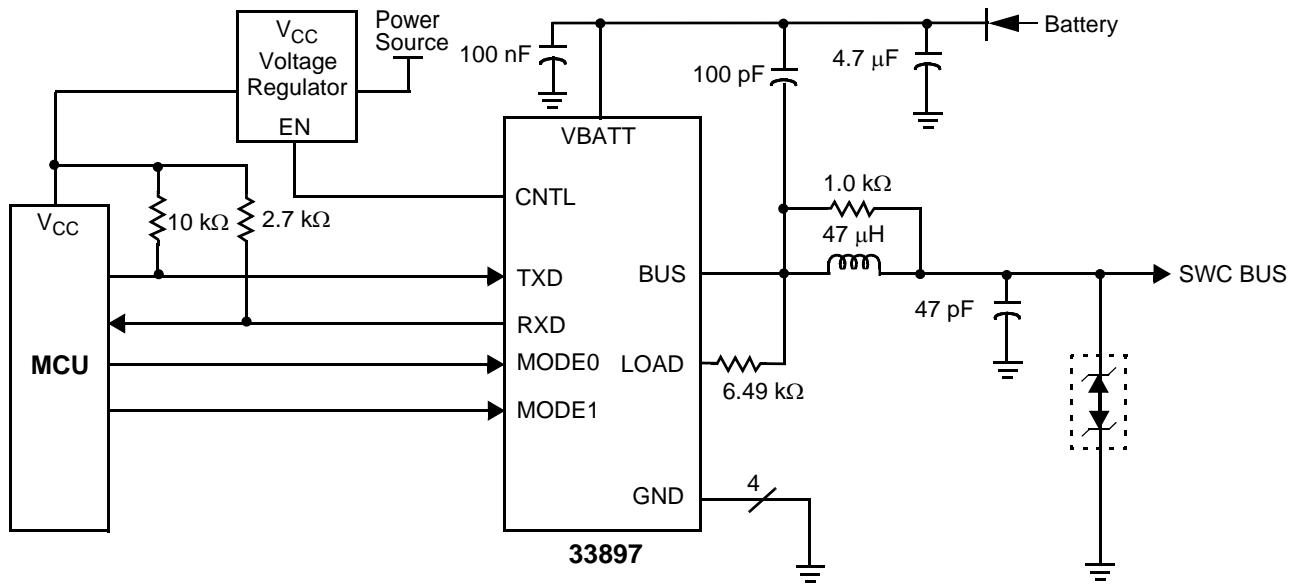 V_CC
Voltage
Regulator
EN
Power
Source
100 nF
100 pF
4.7 μF
Battery
VBATT
CNTL
1.0 kΩ
47 μH
V_CC
10 kΩ
2.7 kΩ
TXD
BUS
SWC BUS
47 pF
RXD
MCU
MODE0
LOAD
6.49 kΩ
MODE1
4
GND
33897